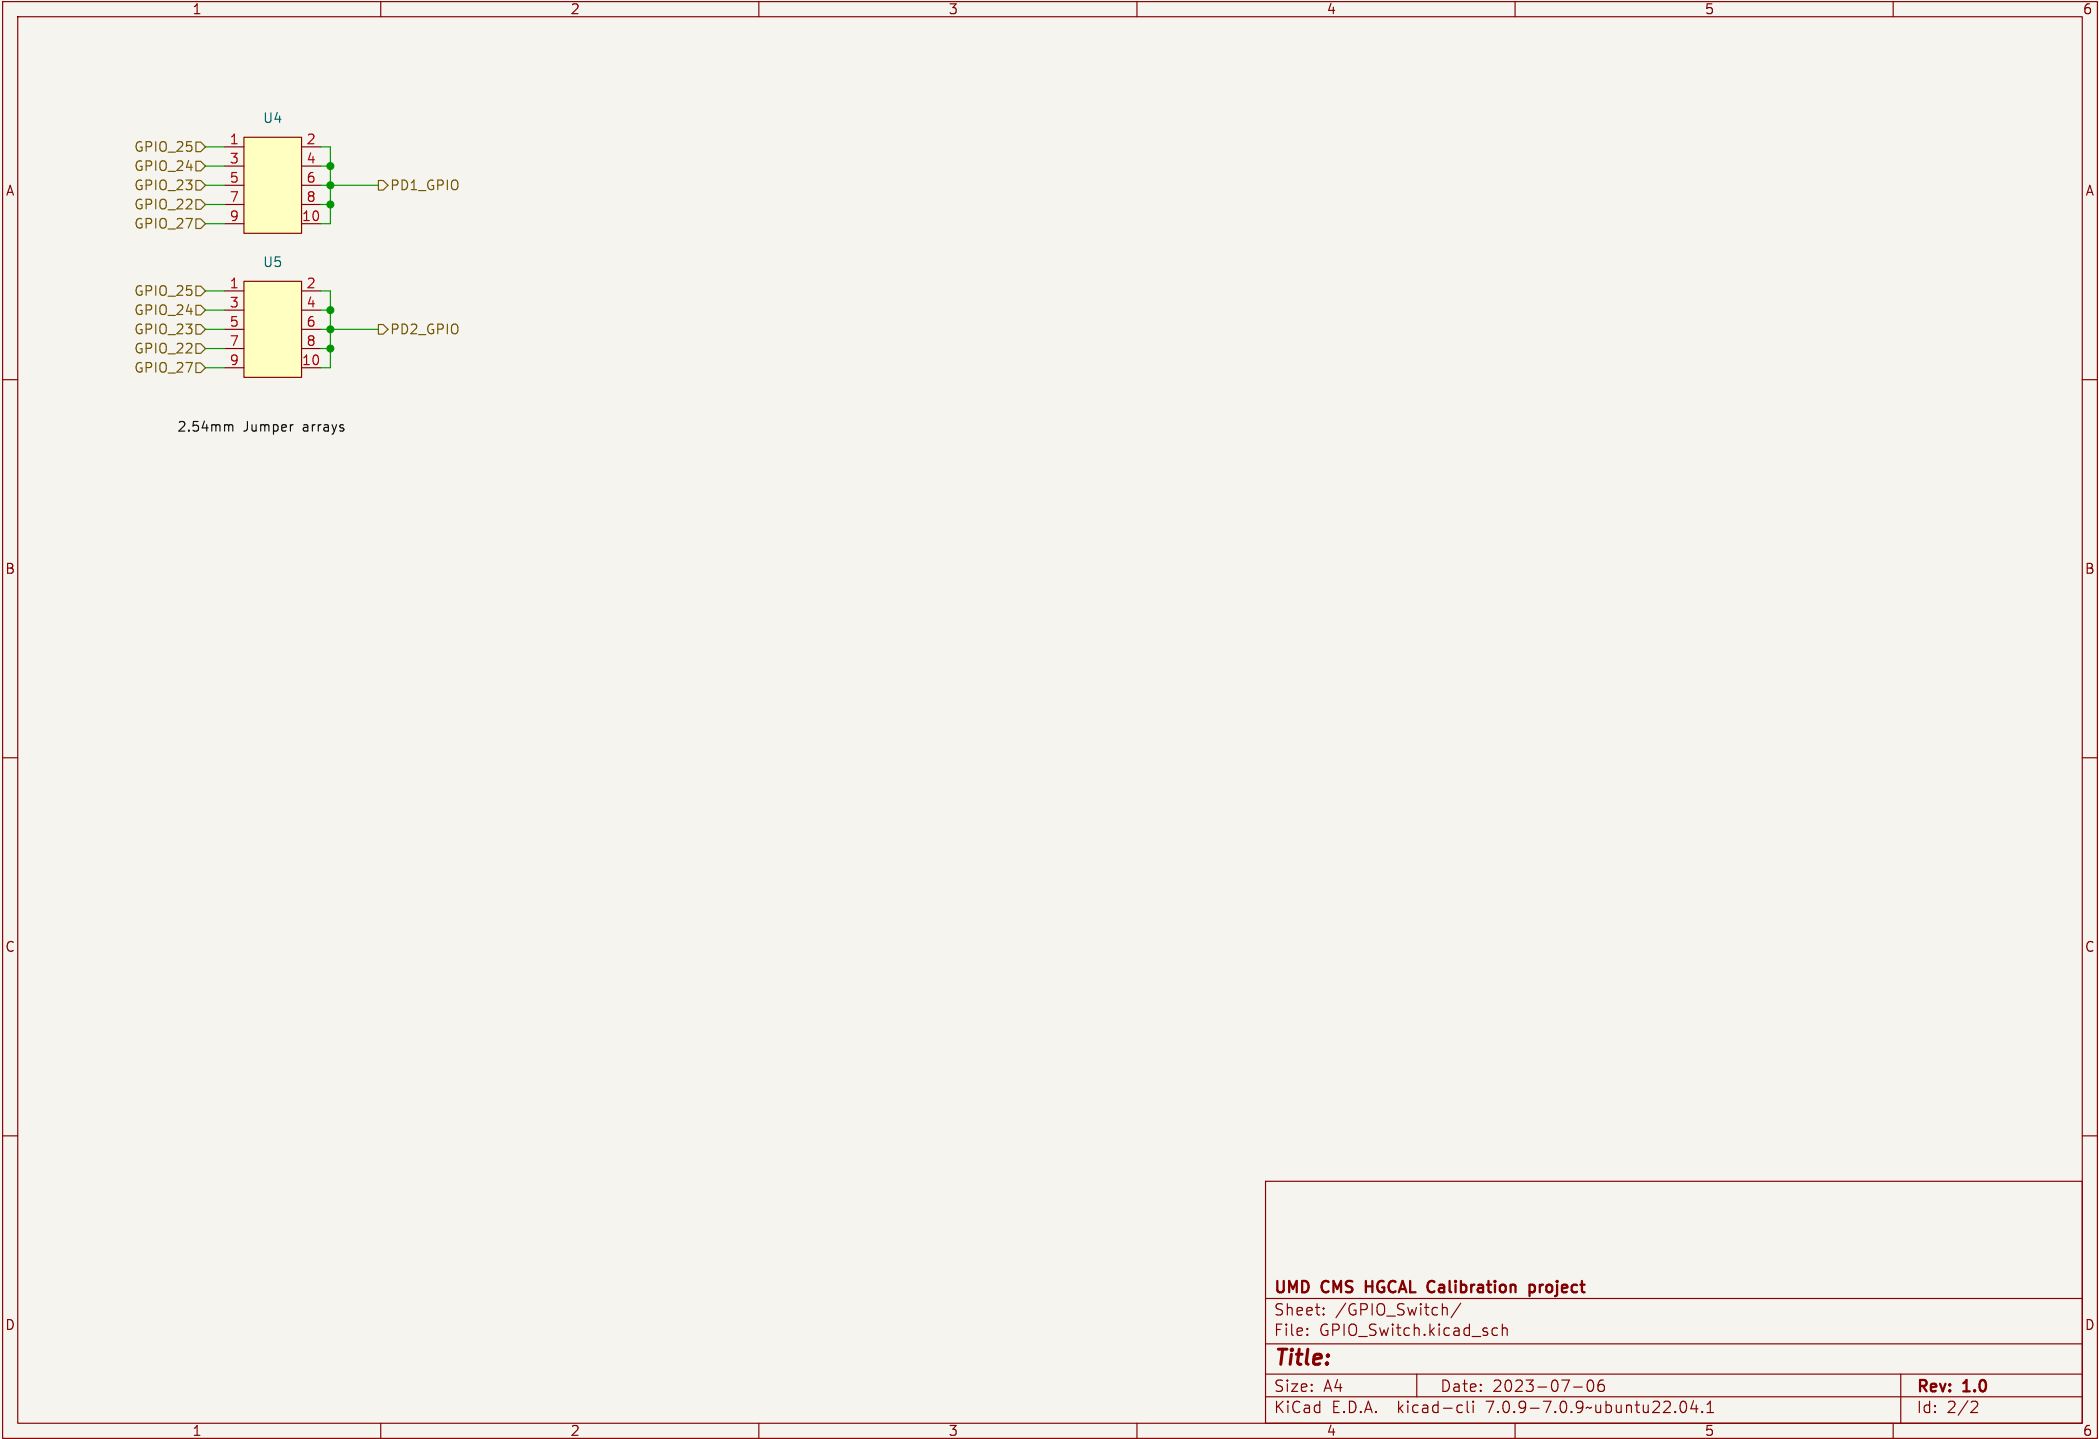 1 2 3 4 5 6
A A
U4
GPIO_25 1 2
GPIO_24 3 4
GPIO_23 5 6 PD1_GPIO
GPIO_22 7 8
GPIO_27 9 10
U5
GPIO_25 1 2
GPIO_24 3 4
GPIO_23 5 6 PD2_GPIO
GPIO_22 7 8
GPIO_27 9 10
2.54mm Jumper arrays
B B
C C
D D
UMD CMS HGCAL Calibration project
Sheet: /GPIO_Switch/
File: GPIO_Switch.kicad_sch
Title:
Size: A4 Date: 2023-07-06 Rev: 1.0
KiCad E.D.A. kicad-cli 7.0.9-7.0.9~ubuntu22.04.1 Id: 2/2
1 2 3 4 5 6